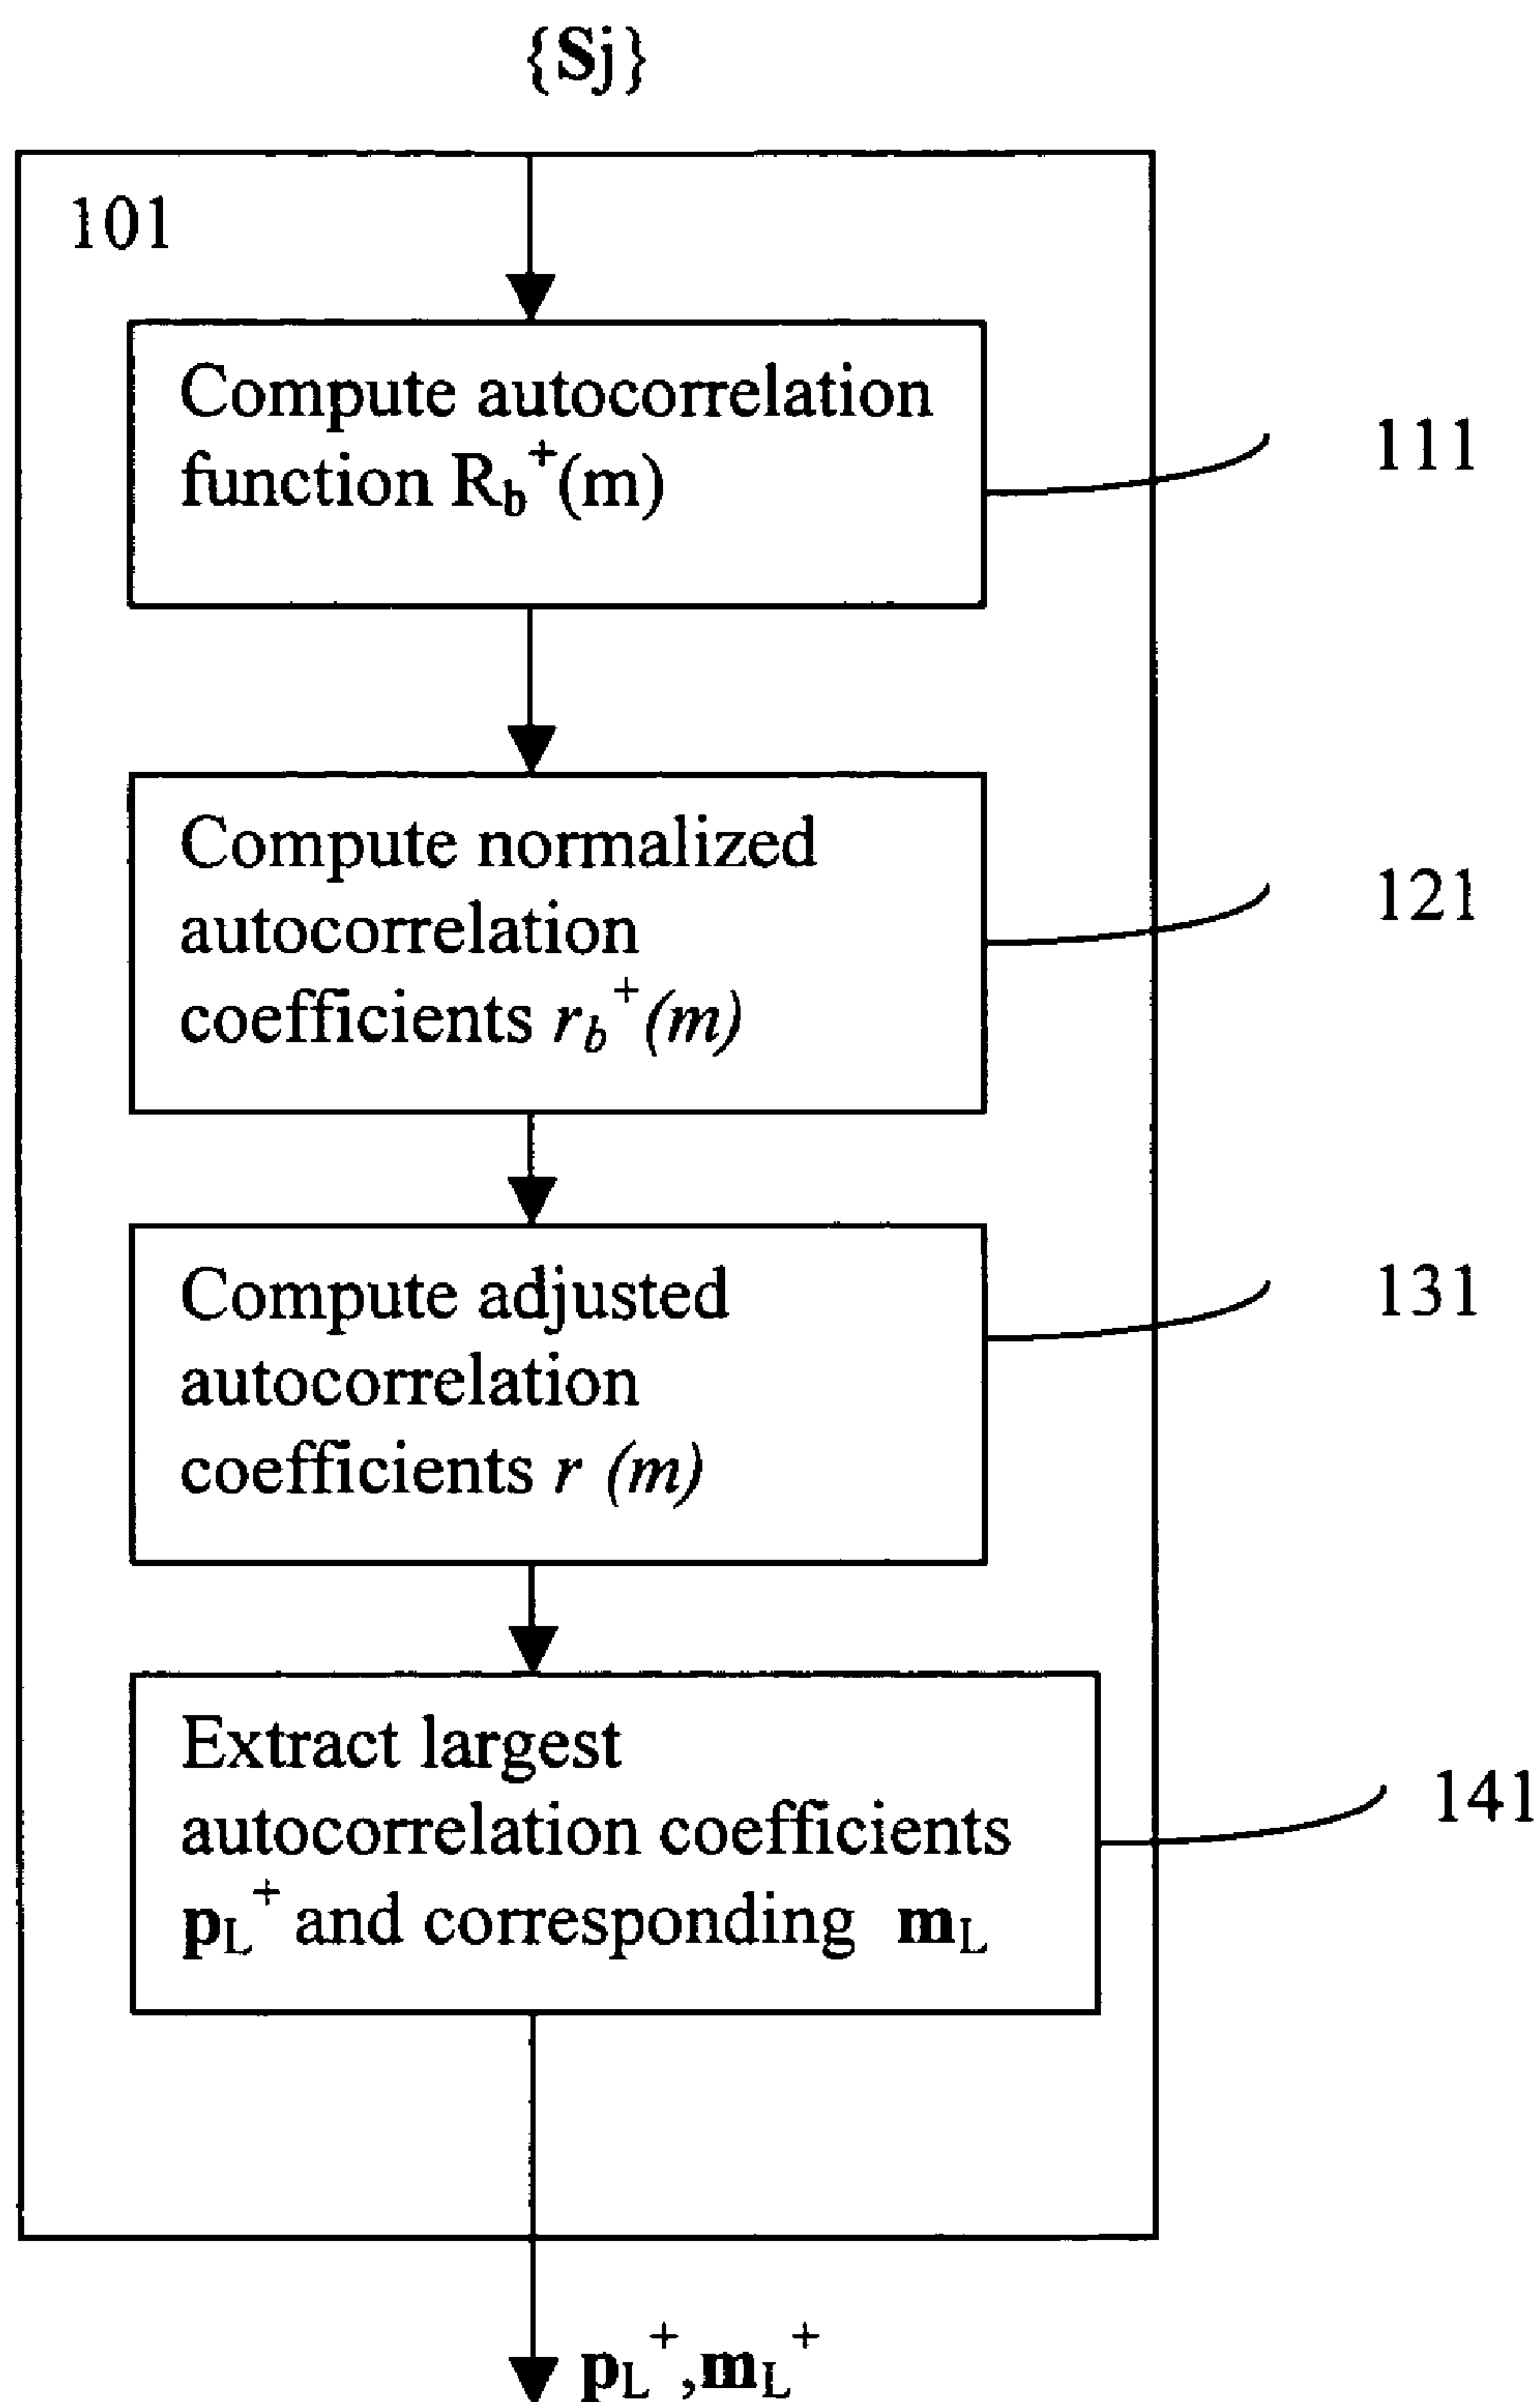 {Sj}
101
Compute autocorrelation
function R_b^+(m)
111
Compute normalized
autocorrelation
coefficients r_b^+(m)
121
Compute adjusted
autocorrelation
coefficients r (m)
131
Extract largest
autocorrelation coefficients
p_L^+ and corresponding m_L
141
p_L^+,m_L^+